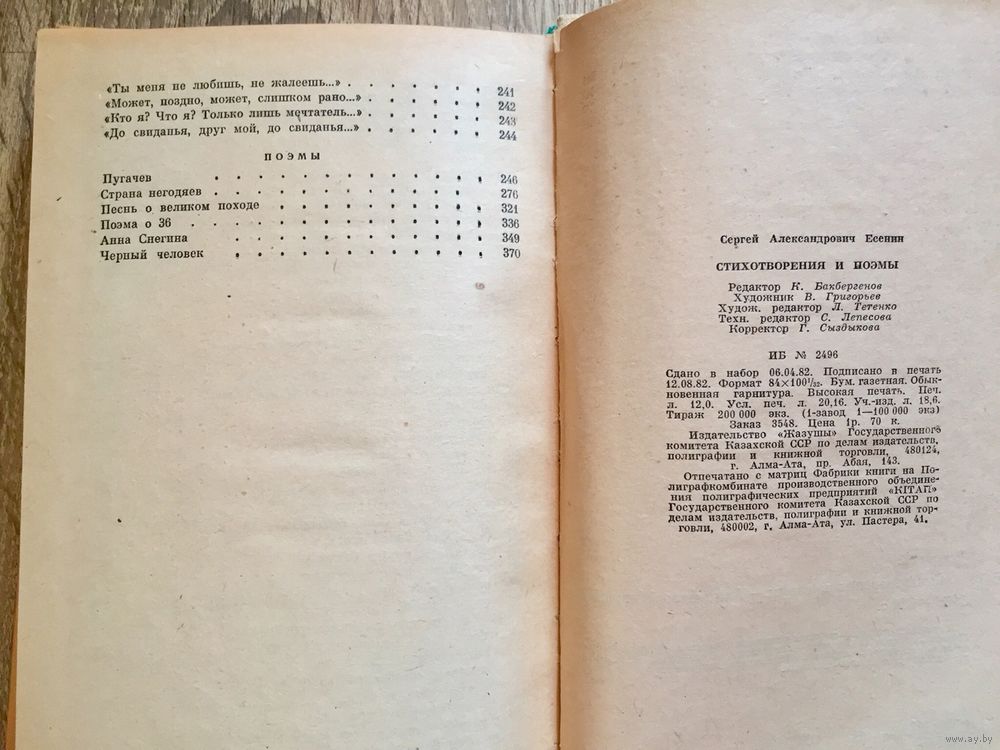 «Ты меня не любишь, не жалеешь...» . . . . . . . 241
«Может, поздно, может, слишком рано...» . . . . . . 242
«Кто я? Что я? Только лишь мечтатель...» . . . . . . 243
«До свиданья, друг мой, до свиданья...» . . . . . . 244
ПОЭМЫ
Пугачев . . . . . . . . . . . . . 246
Страна негодяев . . . . . . . . . . . . . 276
Песнь о великом походе . . . . . . . . . . 321
Поэма о 36 . . . . . . . . . . . . . . 336
Анна Снегина . . . . . . . . . . . . 349
Черный человек . . . . . . . . . . . . 370
Сергей Александрович Есенин
СТИХОТВОРЕНИЯ И ПОЭМЫ
Редактор К. Бакбергенов
Художник В. Григорьев
Худож. редактор Л. Тетенко
Техн. редактор С. Лепесова
Корректор Г. Сыздыкова
ИБ № 2496
Сдано в набор 06.04.82. Подписано в печать
12.08.82. Формат 84×100¹/₃₂. Бум. газетная. Обык-
новенная гарнитура. Высокая печать. Печ.
л. 12,0. Усл. печ. л. 20,16. Уч.-изд. л. 18,6.
Тираж 200 000 экз. (1-завод 1—100 000 экз)
Заказ 3548. Цена 1р. 70 к.
Издательство «Жазушы» Государственного
комитета Казахской ССР по делам издательств,
полиграфии и книжной торговли, 480124,
г. Алма-Ата, пр. Абая, 143.
Отпечатано с матриц Фабрики книги на По-
лиграфкомбинате производственного объедине-
ния полиграфических предприятий «КІТАП»
Государственного комитета Казахской ССР по
делам издательств, полиграфии и книжной тор-
говли, 480002, г. Алма-Ата, ул. Пастера, 41.
www.ay.by